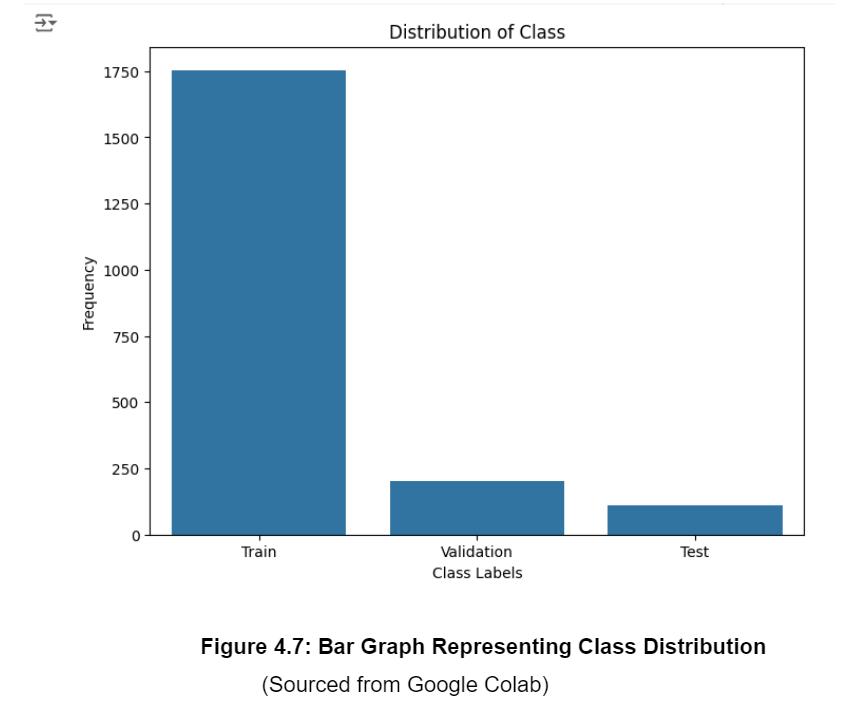 Distribution of Class
1750
1500
1250
1000
750
500
250
0
Frequency
Train Validation Test
Class Labels
Figure 4.7: Bar Graph Representing Class Distribution
(Sourced from Google Colab)